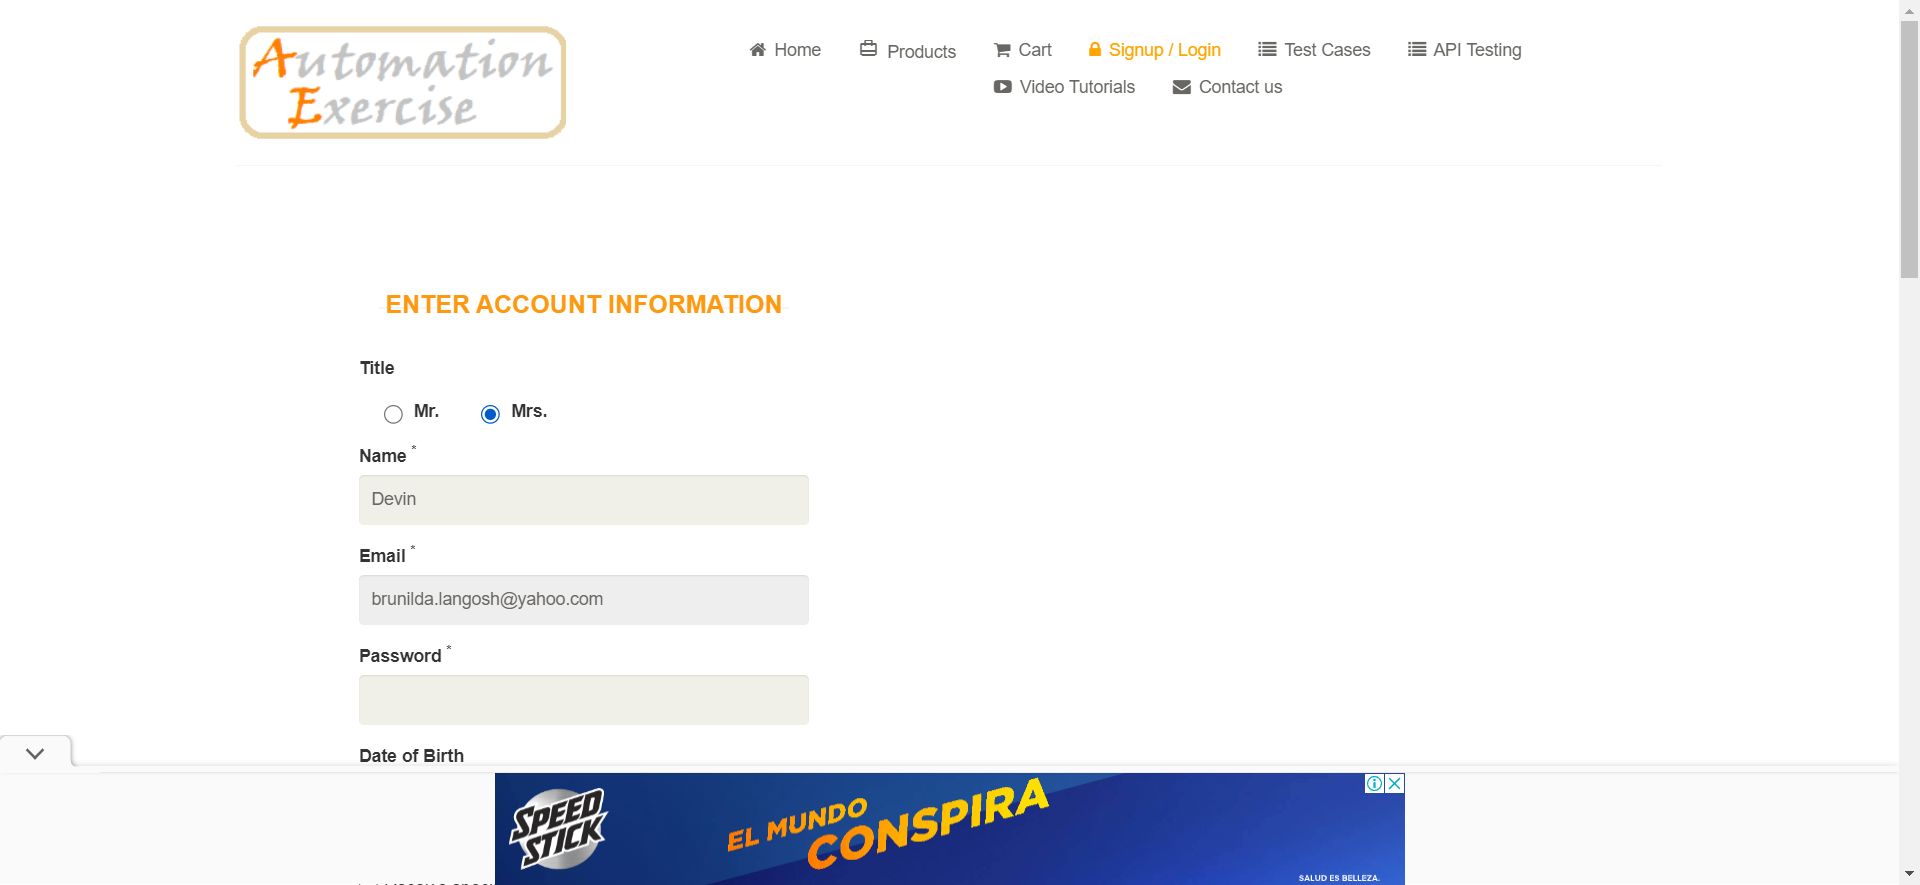 Automation
Exercise
Home
Products
Cart
Signup / Login
Test Cases
API Testing
Video Tutorials
Contact us
ENTER ACCOUNT INFORMATION
Title
Mr.
Mrs.
Name *
Devin
Email *
brunilda.langosh@yahoo.com
Password *
Date of Birth
SPEED
STICK
EL MUNDO
CONSPIRA
SALUD ES BELLEZA.